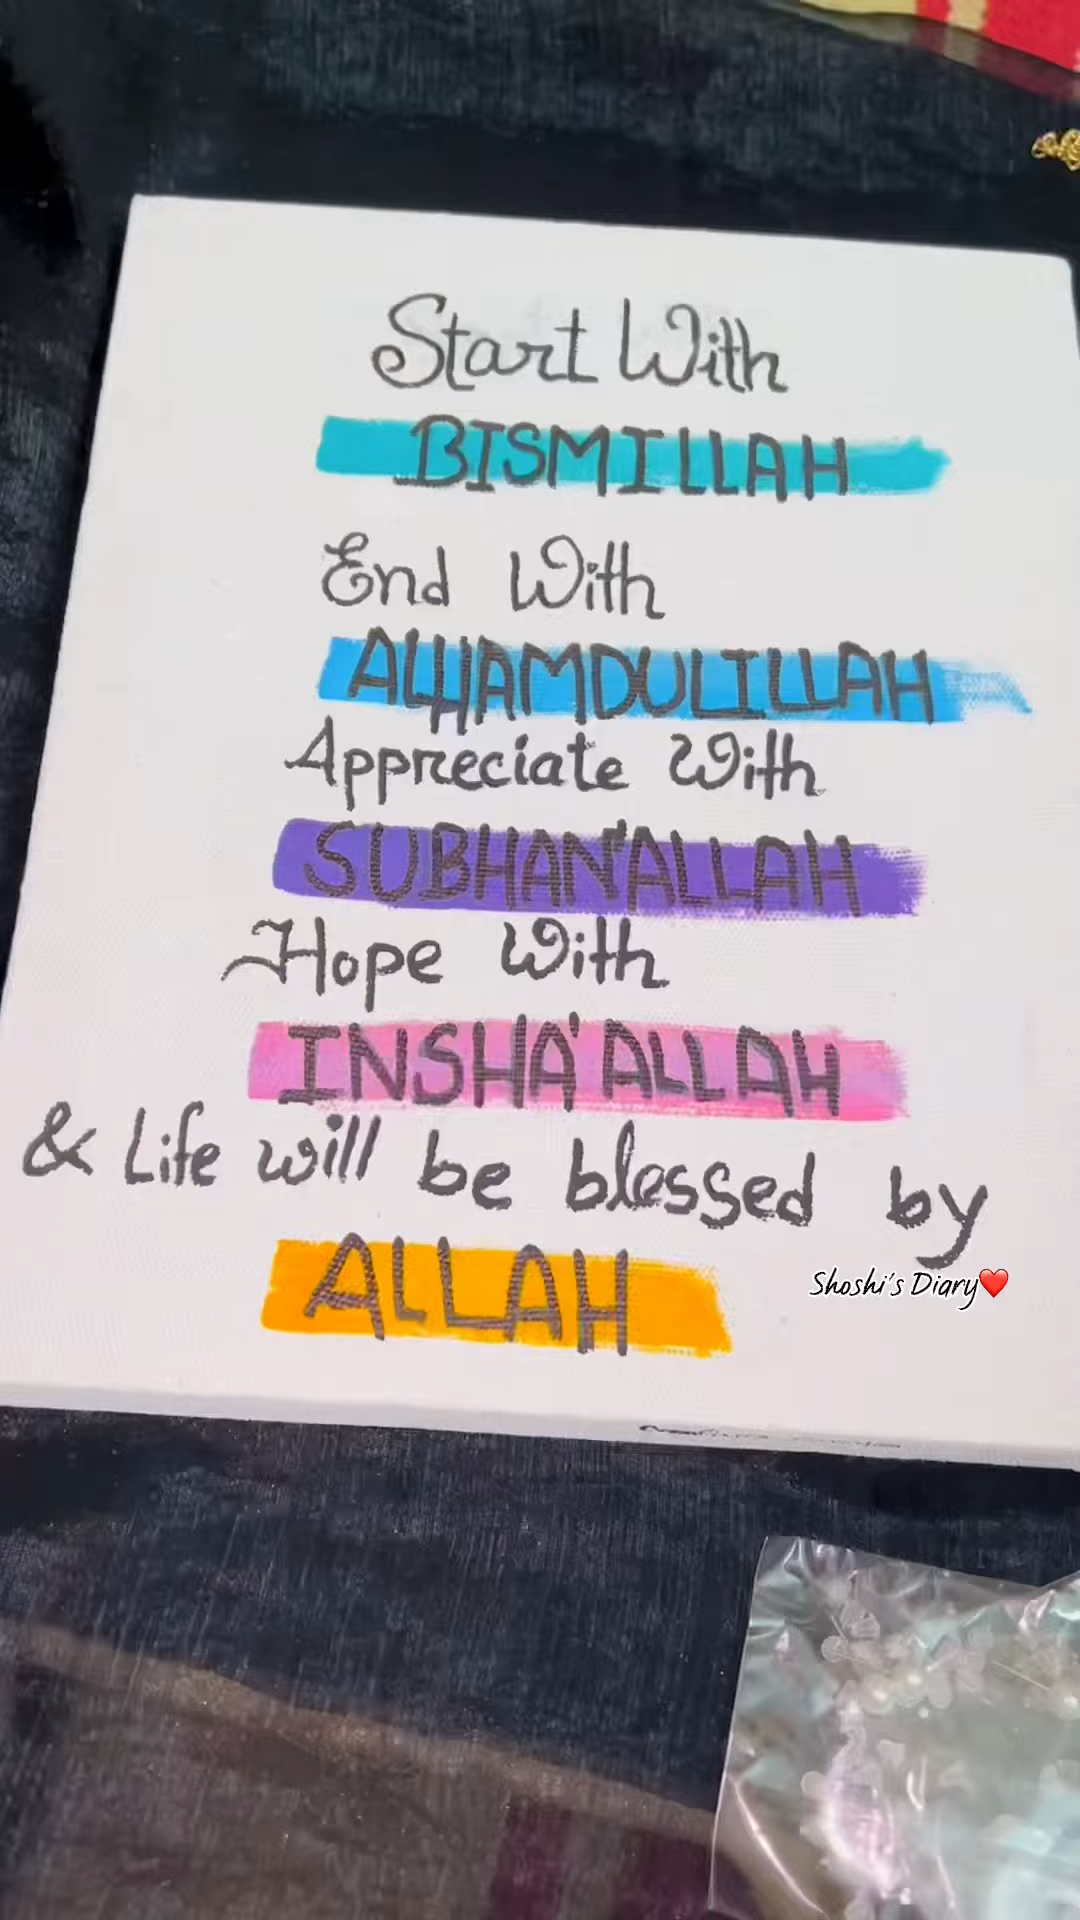 Start With
BISMILLAH
End With
ALHAMDULILLAH
Appreciate With
SUBHAN'ALLAH
Hope With
INSHA'ALLAH
& Life will be blessed by
ALLAH
Shoshi's Diary❤️